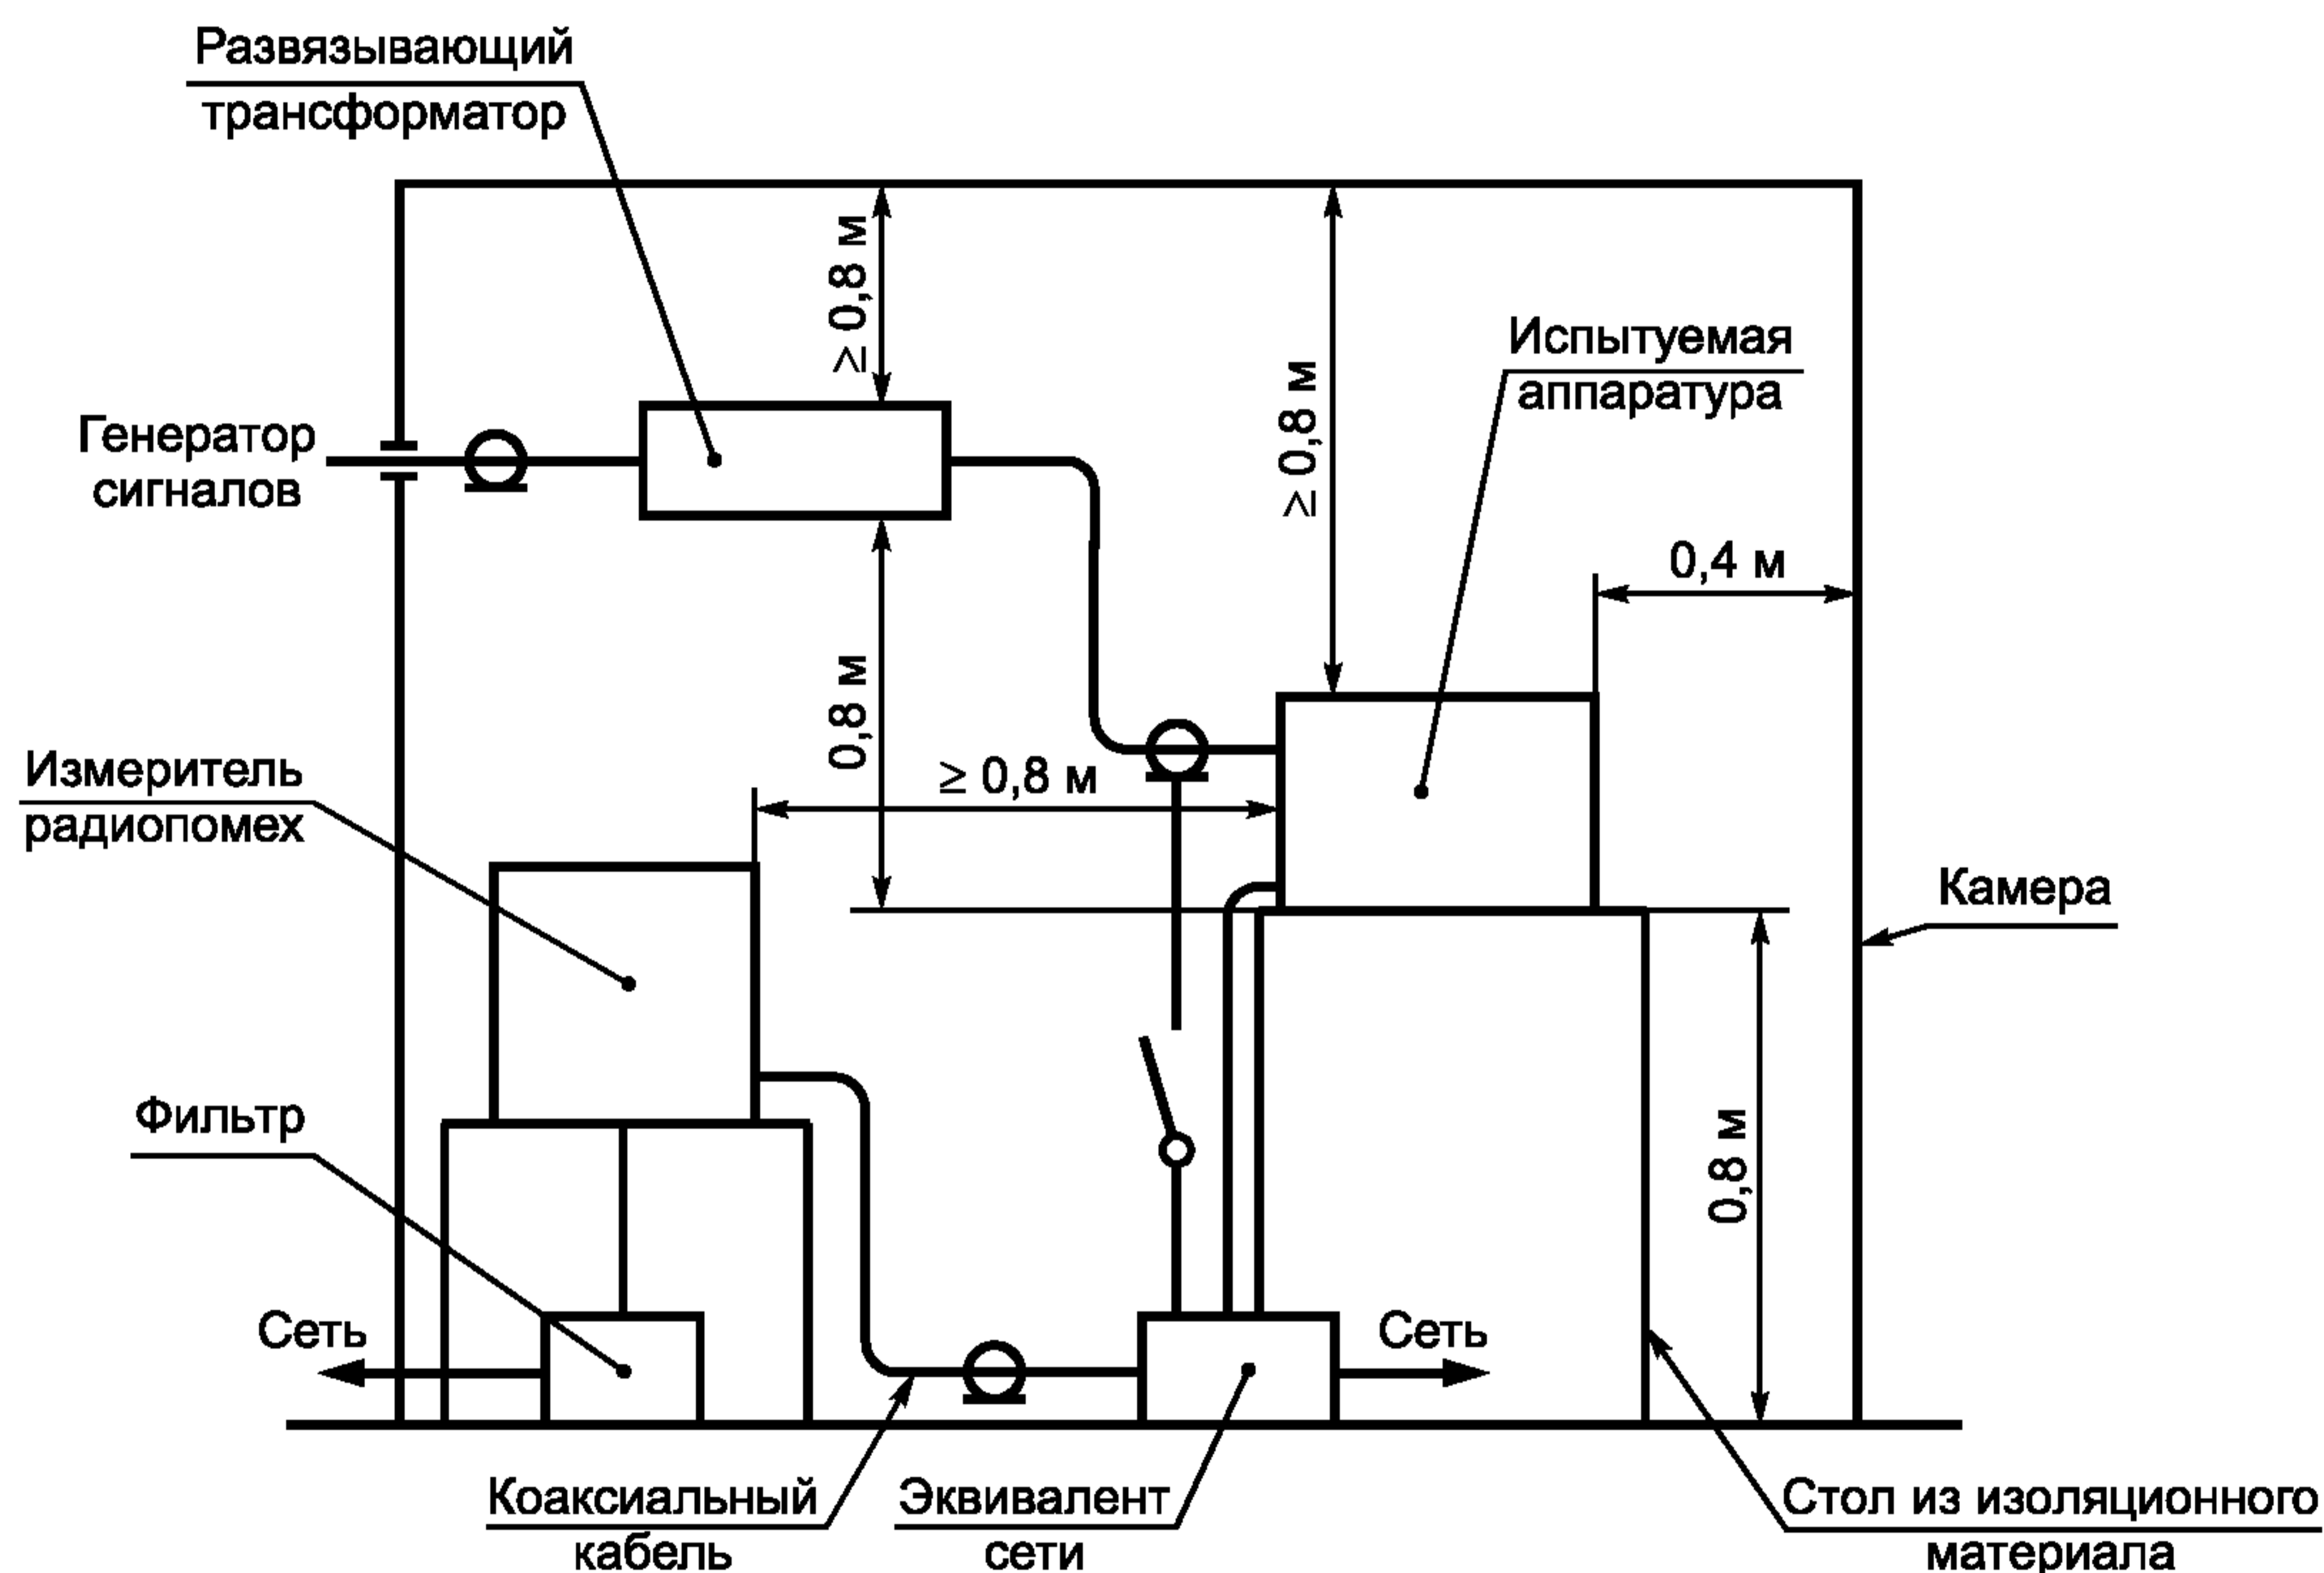 Развязывающий
трансформатор
≥ 0,8 м
≥ 0,8 м
Испытуемая
аппаратура
Генератор
сигналов
0,4 м
0,8 м
Измеритель
радиопомех
≥ 0,8 м
Камера
Фильтр
0,8 м
Сеть
Сеть
Коаксиальный
кабель
Эквивалент
сети
Стол из изоляционного
материала